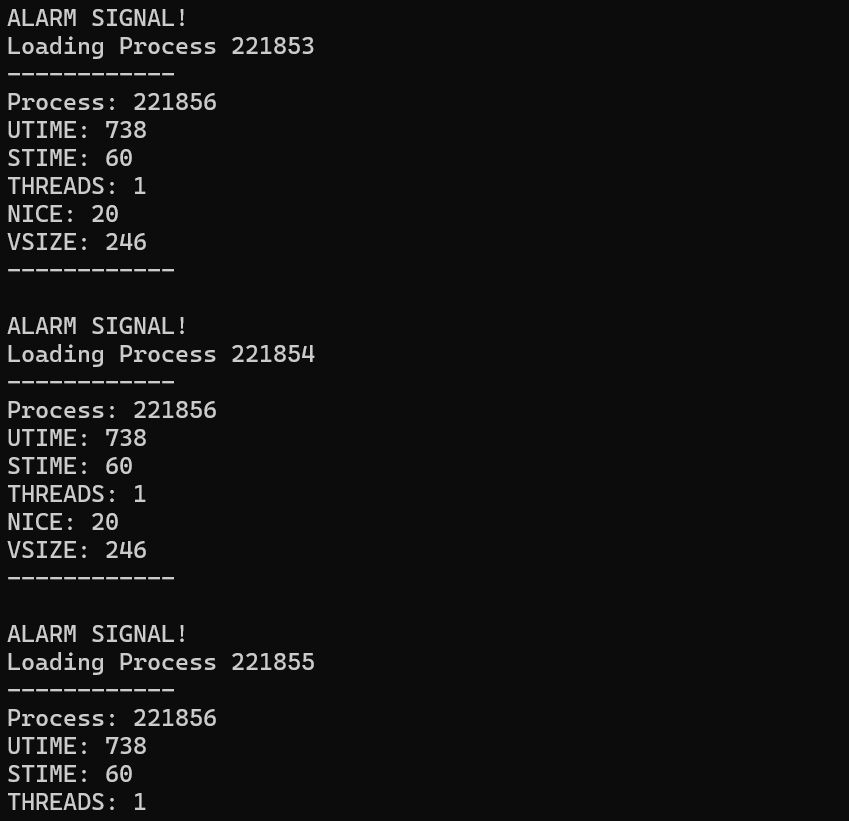 ALARM SIGNAL!
Loading Process 221853
------------
Process: 221856
UTIME: 738
STIME: 60
THREADS: 1
NICE: 20
VSIZE: 246
------------

ALARM SIGNAL!
Loading Process 221854
------------
Process: 221856
UTIME: 738
STIME: 60
THREADS: 1
NICE: 20
VSIZE: 246
------------

ALARM SIGNAL!
Loading Process 221855
------------
Process: 221856
UTIME: 738
STIME: 60
THREADS: 1